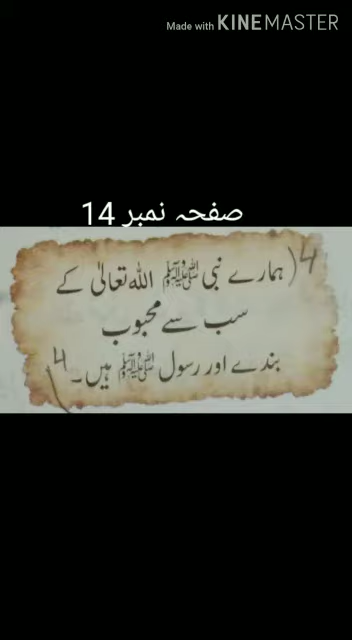 Made with KINEMASTER
صفحہ نمبر 14
4( ہمارے نبی ﷺ اللہ تعالیٰ کے
سب سے محبوب
بندے اور رسول ﷺ ہیں۔ 4